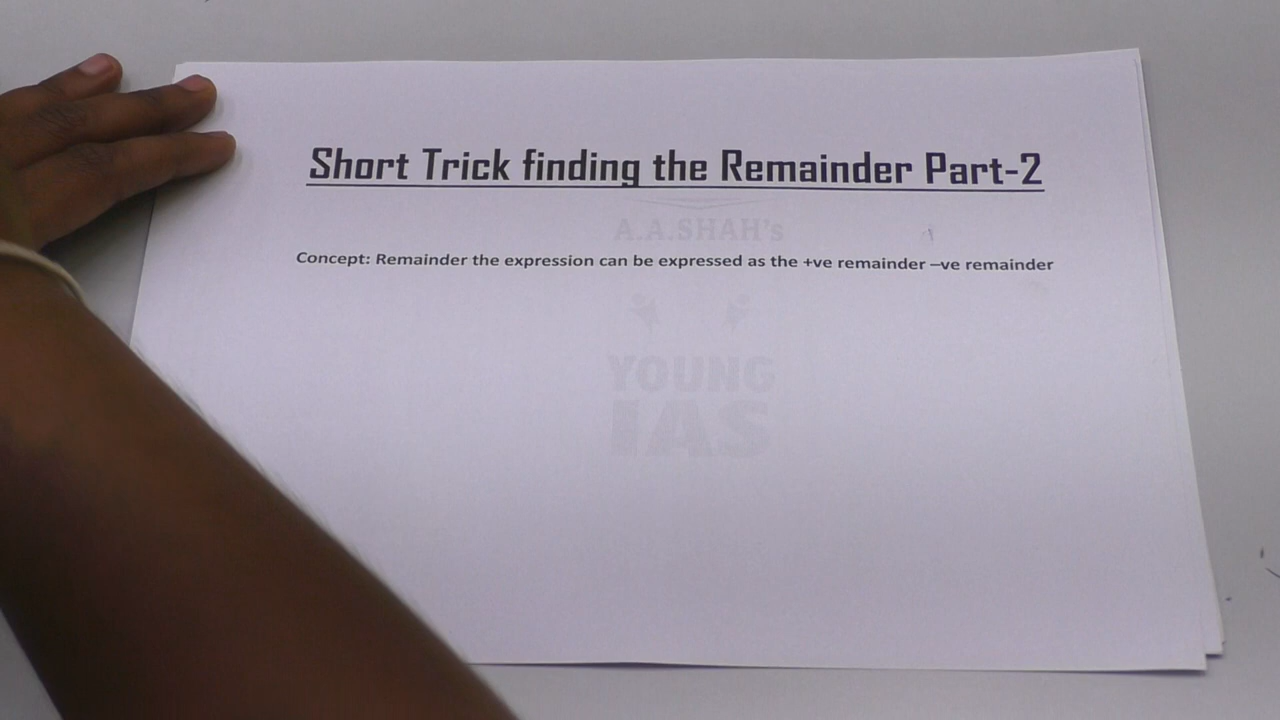 Short Trick finding the Remainder Part-2
A.A.SHAH's
Concept: Remainder the expression can be expressed as the +ve remainder –ve remainder
YOUNG
IAS